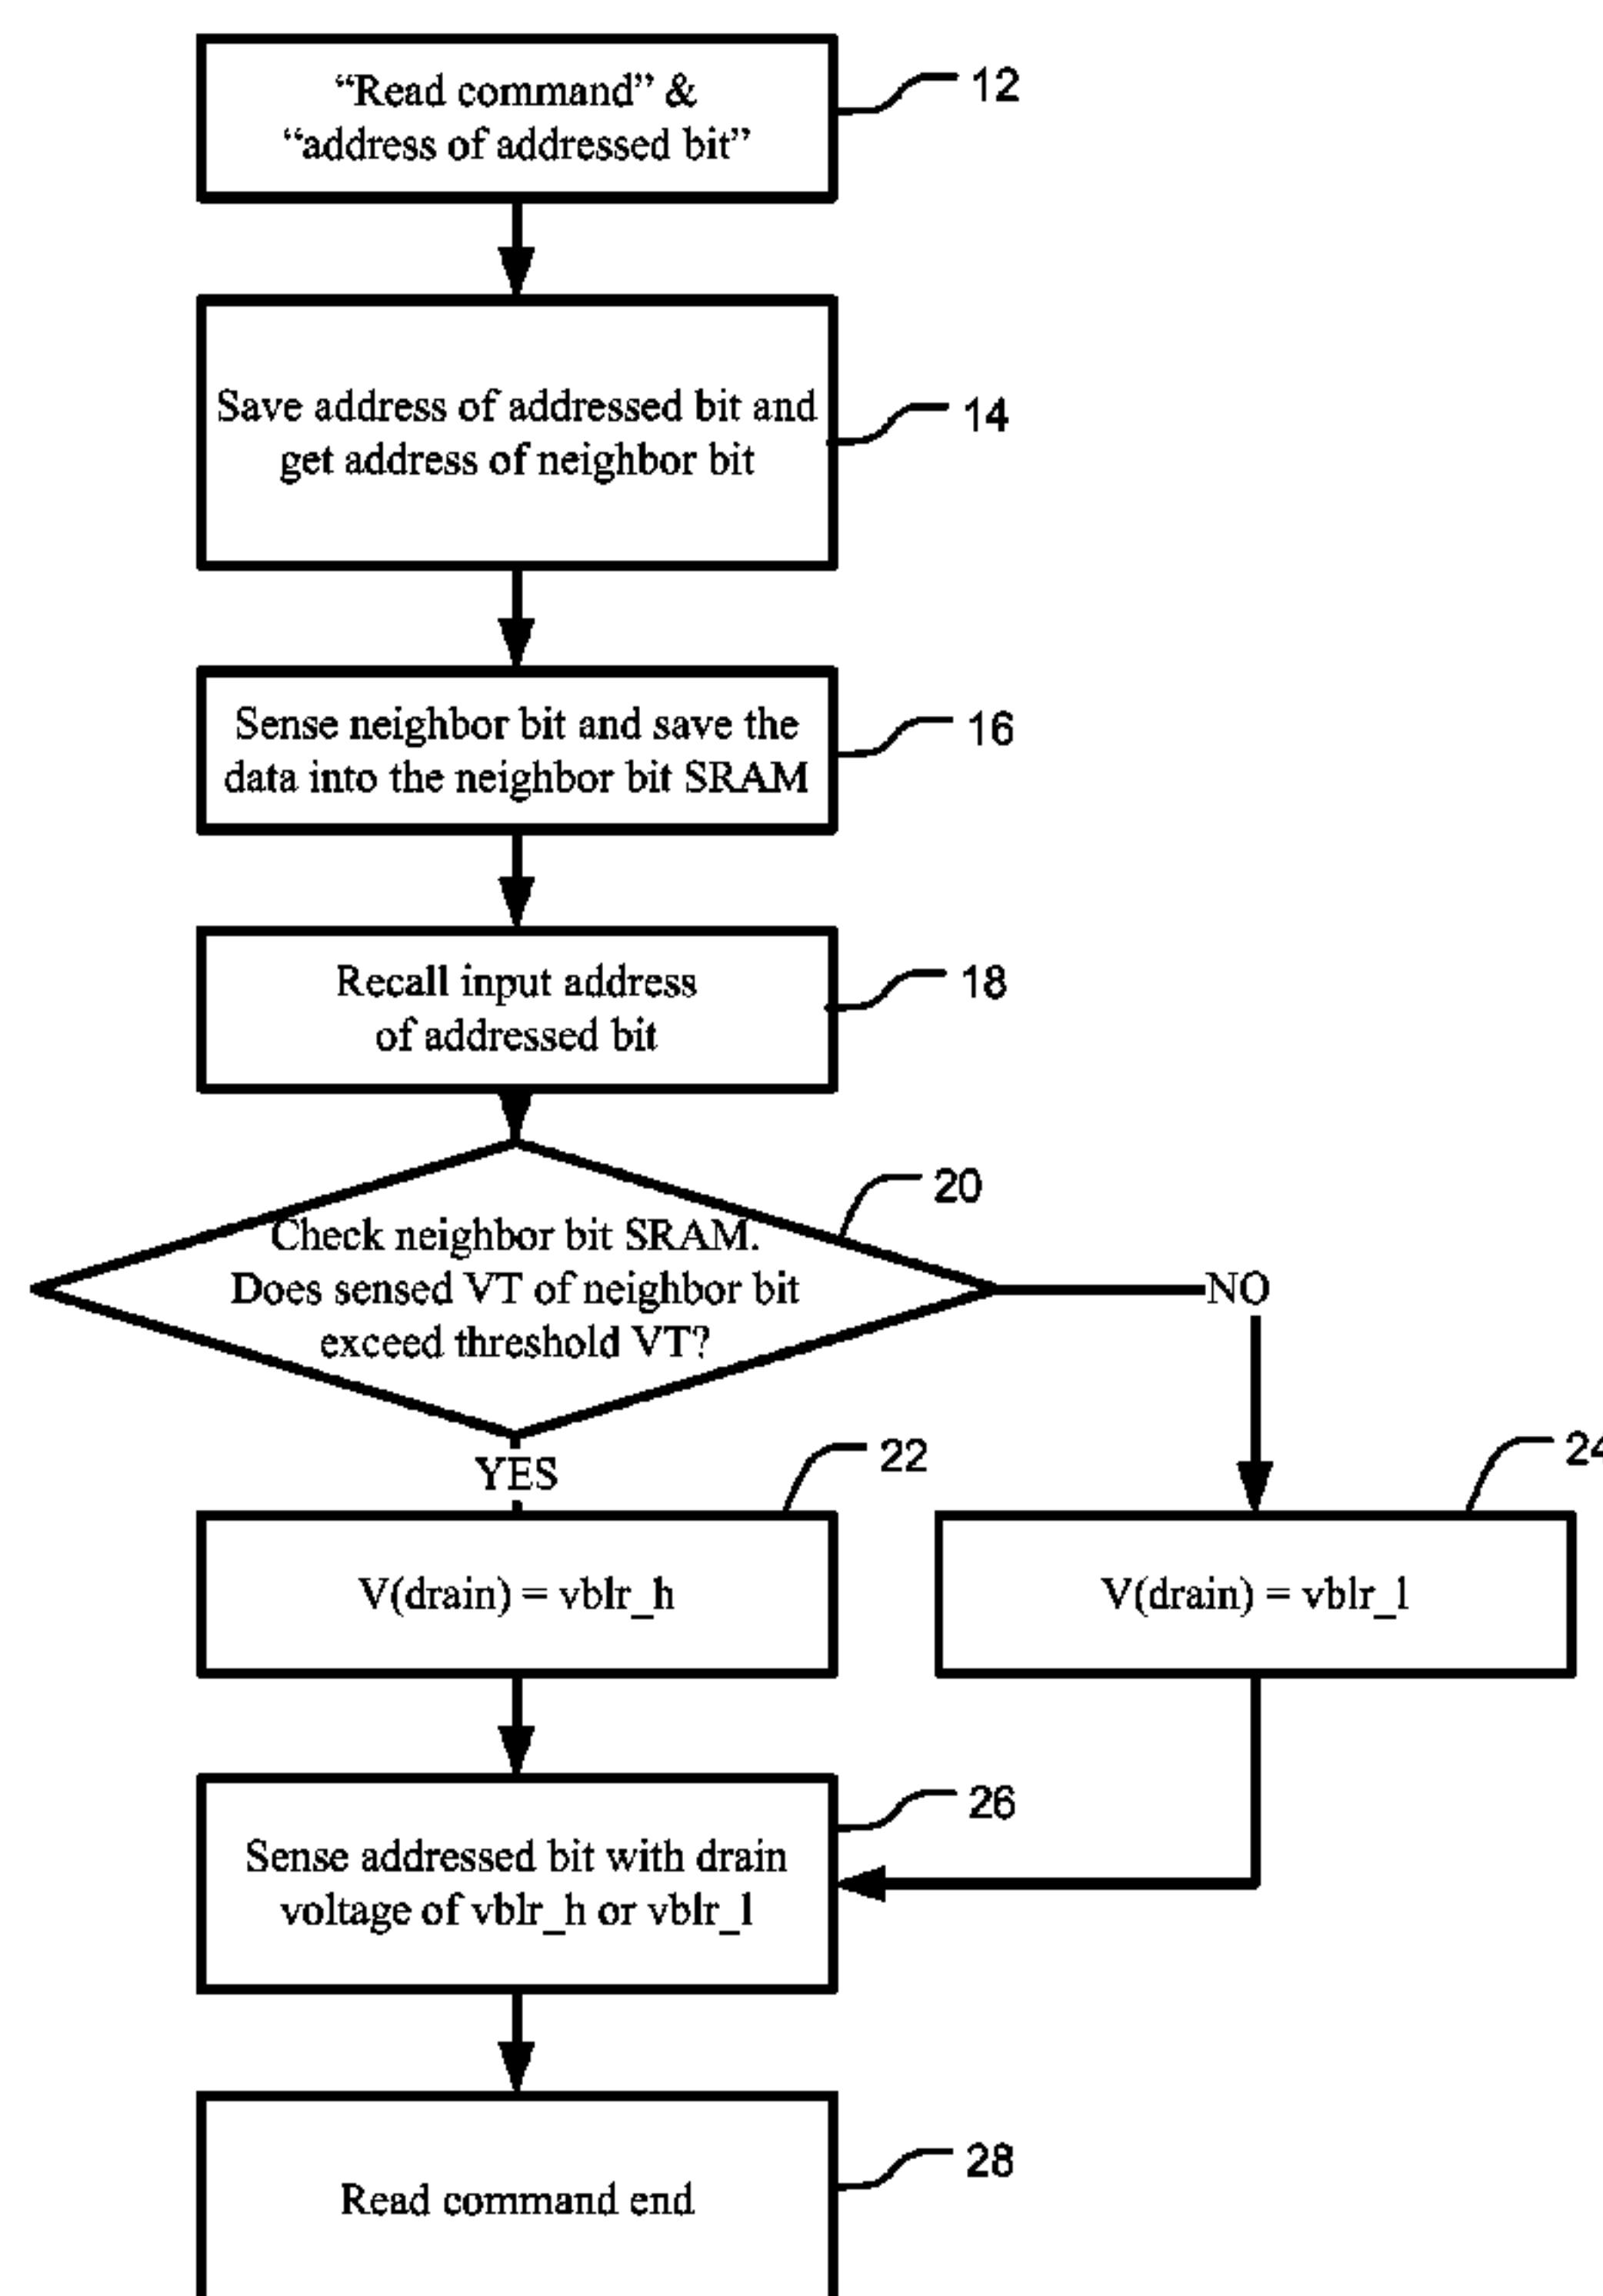 “Read command” &
“address of addressed bit”
12
Save address of addressed bit and
get address of neighbor bit
14
Sense neighbor bit and save the
data into the neighbor bit SRAM
16
Recall input address
of addressed bit
18
Check neighbor bit SRAM.
Does sensed VT of neighbor bit
exceed threshold VT?
20
NO
YES
22
V(drain) = vblr_h
24
V(drain) = vblr_l
Sense addressed bit with drain
voltage of vblr_h or vblr_l
26
Read command end
28